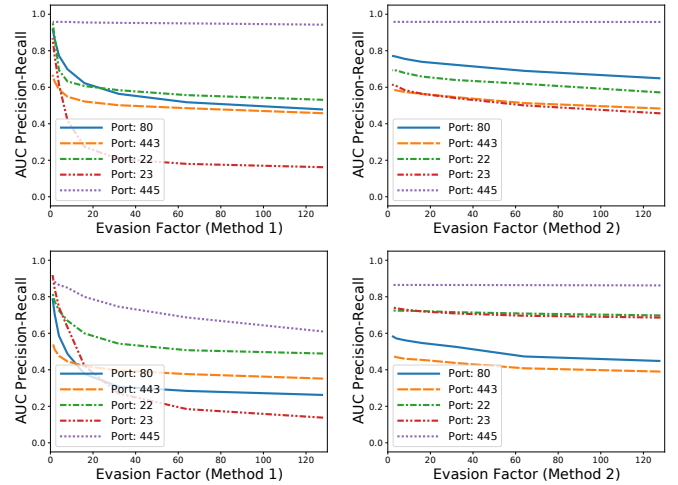 1.0
0.8
0.6
0.4
0.2
0.0
AUC Precision-Recall
Port: 80
Port: 443
Port: 22
Port: 23
Port: 445
0 20 40 60 80 100 120
Evasion Factor (Method 1)
1.0
0.8
0.6
0.4
0.2
0.0
AUC Precision-Recall
Port: 80
Port: 443
Port: 22
Port: 23
Port: 445
0 20 40 60 80 100 120
Evasion Factor (Method 2)
1.0
0.8
0.6
0.4
0.2
0.0
AUC Precision-Recall
Port: 80
Port: 443
Port: 22
Port: 23
Port: 445
0 20 40 60 80 100 120
Evasion Factor (Method 1)
1.0
0.8
0.6
0.4
0.2
0.0
AUC Precision-Recall
Port: 80
Port: 443
Port: 22
Port: 23
Port: 445
0 20 40 60 80 100 120
Evasion Factor (Method 2)